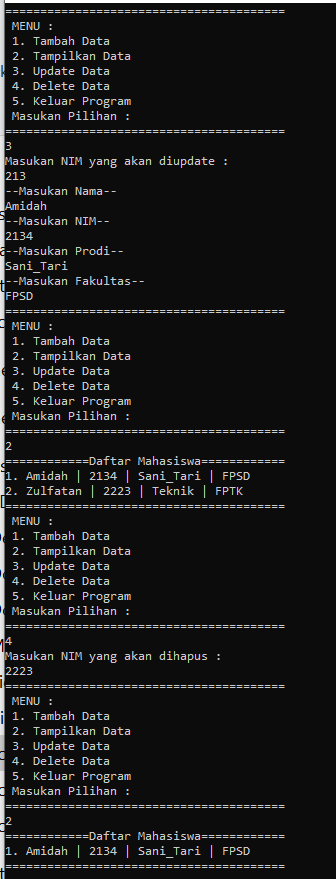 ========================================
MENU :
1. Tambah Data
2. Tampilkan Data
3. Update Data
4. Delete Data
5. Keluar Program
Masukan Pilihan :
========================================
3
Masukan NIM yang akan diupdate :
213
--Masukan Nama--
Amidah
--Masukan NIM--
2134
--Masukan Prodi--
Sani_Tari
--Masukan Fakultas--
FPSD
========================================
MENU :
1. Tambah Data
2. Tampilkan Data
3. Update Data
4. Delete Data
5. Keluar Program
Masukan Pilihan :
========================================
2
============Daftar Mahasiswa============
1. Amidah | 2134 | Sani_Tari | FPSD
2. Zulfatan | 2223 | Teknik | FPTK
========================================
MENU :
1. Tambah Data
2. Tampilkan Data
3. Update Data
4. Delete Data
5. Keluar Program
Masukan Pilihan :
========================================
4
Masukan NIM yang akan dihapus :
2223
========================================
MENU :
1. Tambah Data
2. Tampilkan Data
3. Update Data
4. Delete Data
5. Keluar Program
Masukan Pilihan :
========================================
2
============Daftar Mahasiswa============
1. Amidah | 2134 | Sani_Tari | FPSD
========================================